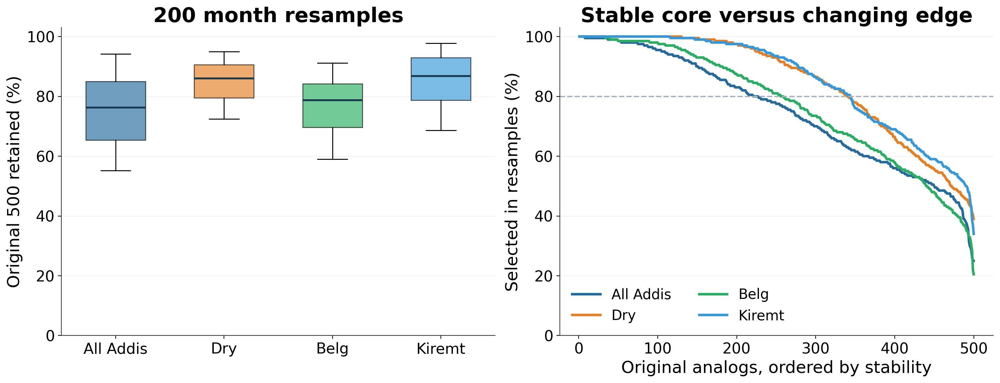 200 month resamples
Original 500 retained (%)
100
80
60
40
20
0
All Addis
Dry
Belg
Kiremt
Stable core versus changing edge
Selected in resamples (%)
100
80
60
40
20
0
All Addis
Dry
Belg
Kiremt
0
100
200
300
400
500
Original analogs, ordered by stability